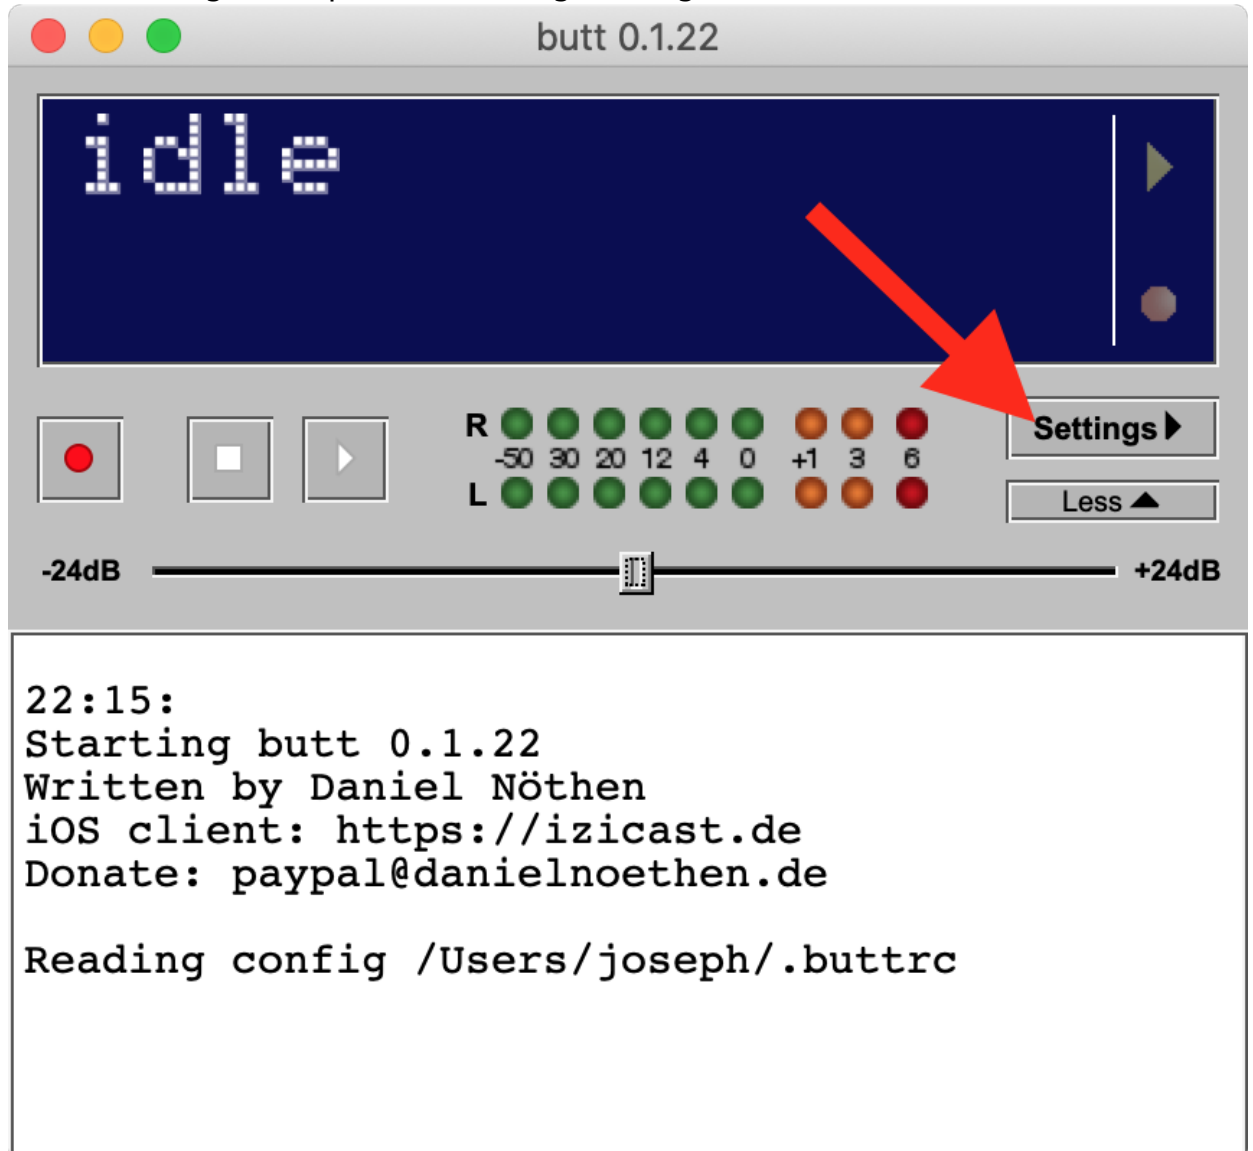 butt 0.1.22
idle
R
-50 30 20 12 4 0 +1 3 6
L
Settings
Less
-24dB
+24dB
22:15:
Starting butt 0.1.22
Written by Daniel Nöthen
iOS client: https://izicast.de
Donate: paypal@danielnoethen.de
Reading config /Users/joseph/.buttrc